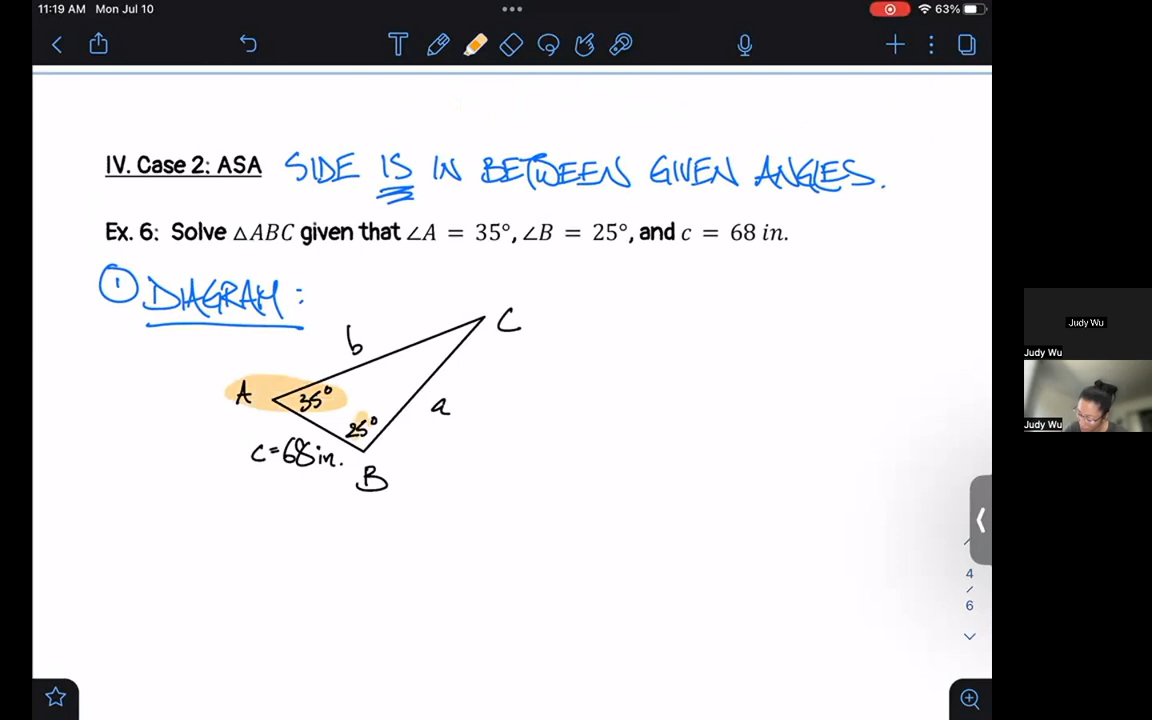 11:19 AM Mon Jul 10
63%
T
IV. Case 2: ASA SIDE IS IN BETWEEN GIVEN ANGLES.
Ex. 6: Solve △ABC given that ∠A = 35°, ∠B = 25°, and c = 68 in.
① DIAGRAM:
C
b
A 35°
a
25°
c=68in.
B
4
/
6
Judy Wu
Judy Wu
Judy Wu